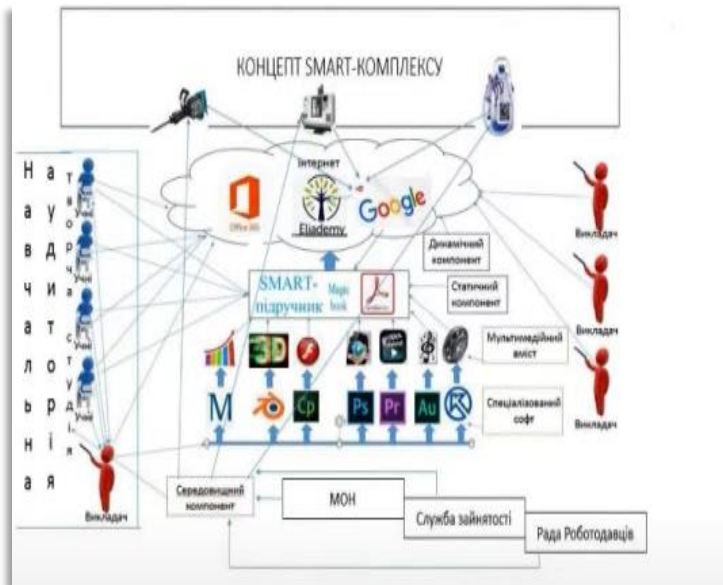 КОНЦЕПТ SMART-КОМПЛЕКСУ
Інтернет
Office 365
Eliademy
Google
Навчальна
аудиторія
творча студія
Учні
Учні
Учні
Учні
Викладач
Викладач
Викладач
Викладач
Динамічний
компонент
SMART-
підручник
Magic
book
Статичний
компонент
3D
Мультимедійний
вміст
M
Cp
Ps
Pr
Au
Спеціалізований
софт
Середовищний
компонент
МОН
Служба зайнятості
Рада Роботодавців